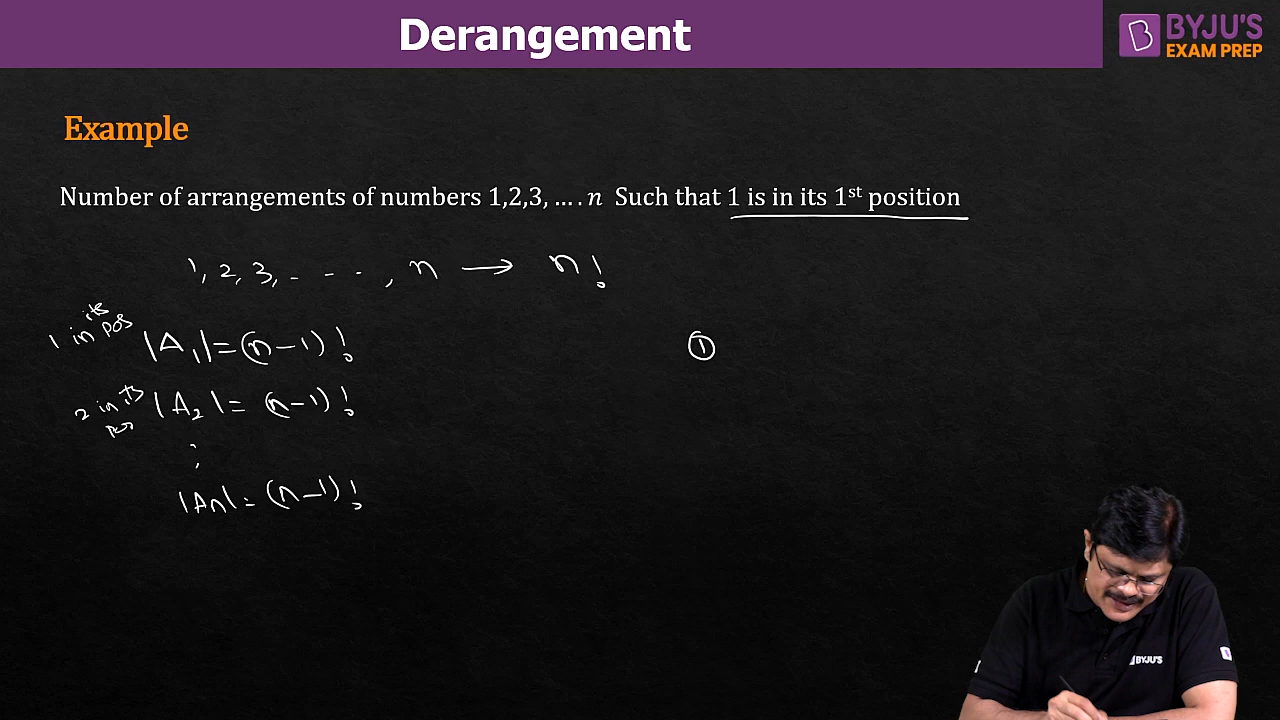 Derangement
BYJU'S
EXAM PREP
Example
Number of arrangements of numbers 1,2,3, … . n Such that 1 is in its 1st position
1, 2, 3, - - - - , n → n!
1 in its pos |A₁| = (n-1)!
①
2 in its pos |A₂| = (n-1)!
:
|An| = (n-1)!
BYJU'S